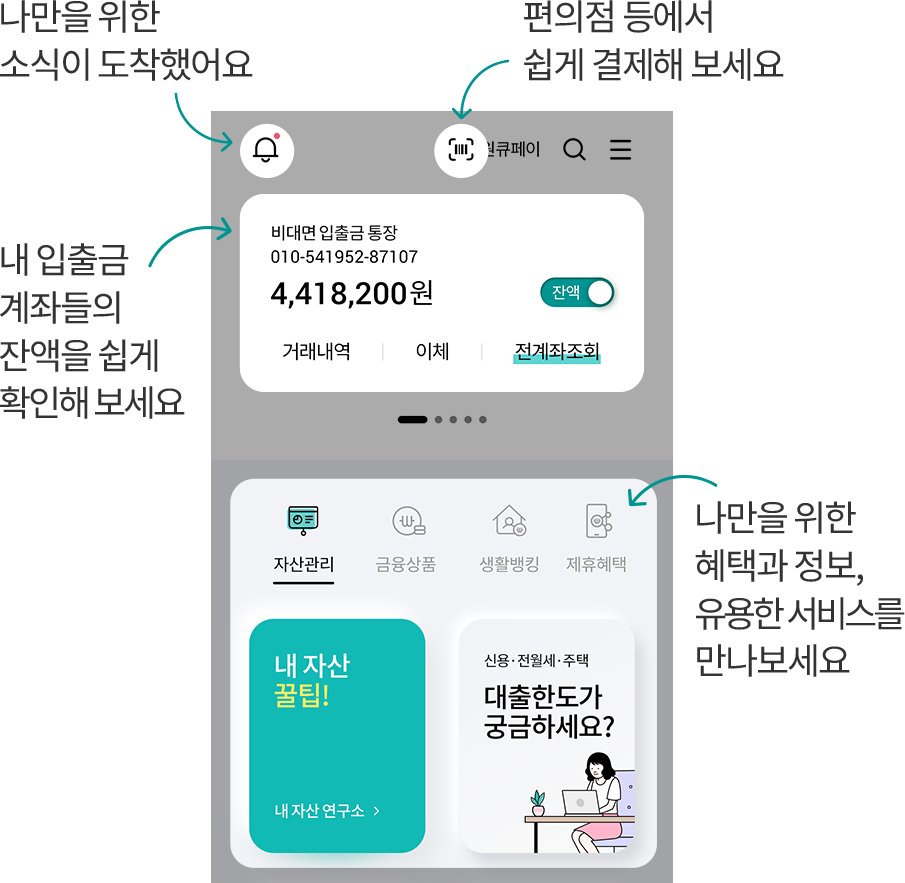 나만을 위한
소식이 도착했어요
편의점 등에서
쉽게 결제해 보세요
원큐페이
내 입출금
계좌들의
잔액을 쉽게
확인해 보세요
비대면 입출금 통장
010-541952-87107
4,418,200원
잔액
거래내역
이체
전계좌조회
나만을 위한
혜택과 정보,
유용한 서비스를
만나보세요
자산관리
금융상품
생활뱅킹
제휴혜택
내 자산
꿀팁!
내 자산 연구소 >
신용·전월세·주택
대출한도가
궁금하세요?